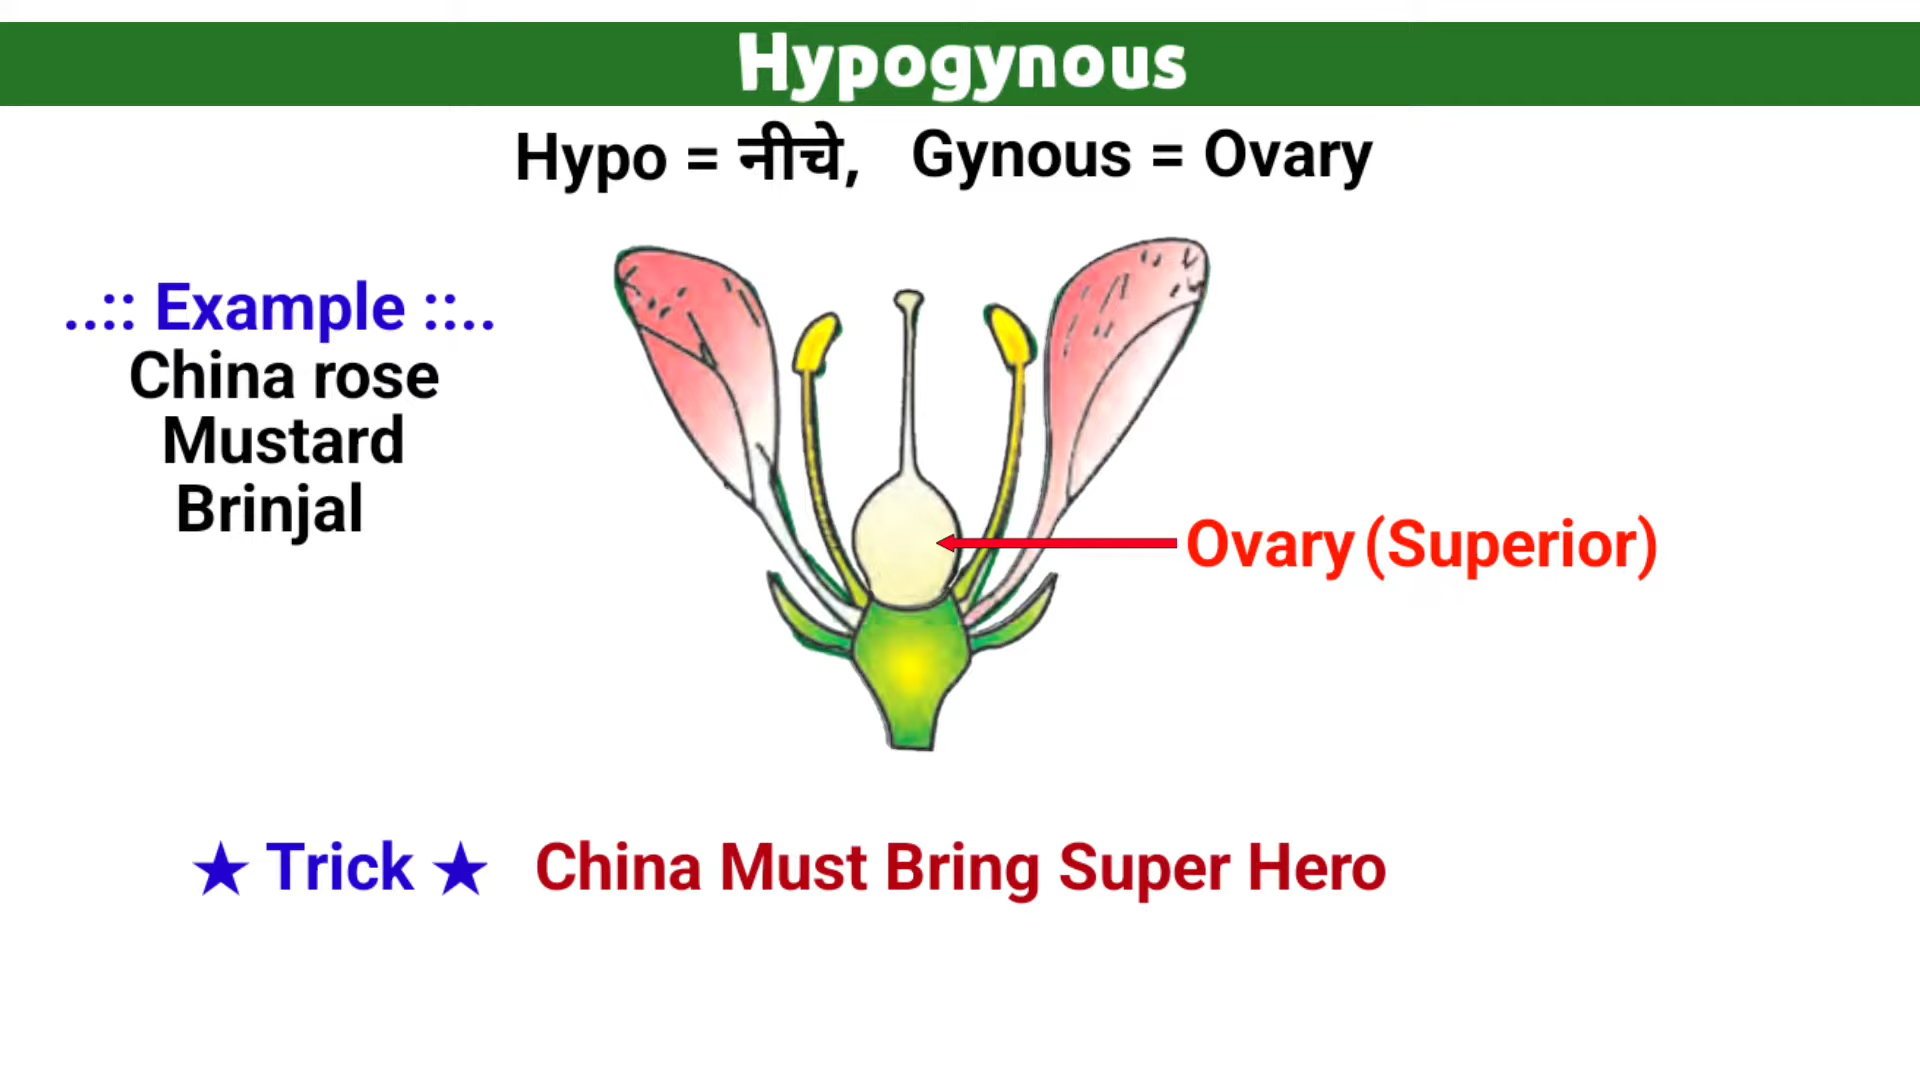 Hypogynous
Hypo = नीचे, Gynous = Ovary
..:: Example ::..
China rose
Mustard
Brinjal
Ovary (Superior)
★ Trick ★ China Must Bring Super Hero